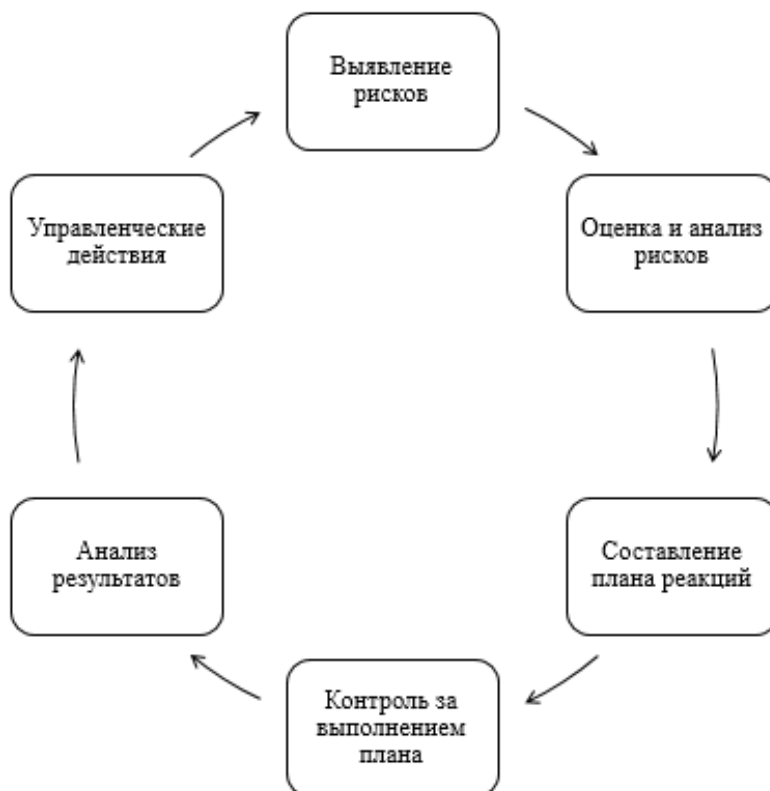 Выявление
рисков
Оценка и анализ
рисков
Составление
плана реакций
Контроль за
выполнением
плана
Анализ
результатов
Управленческие
действия